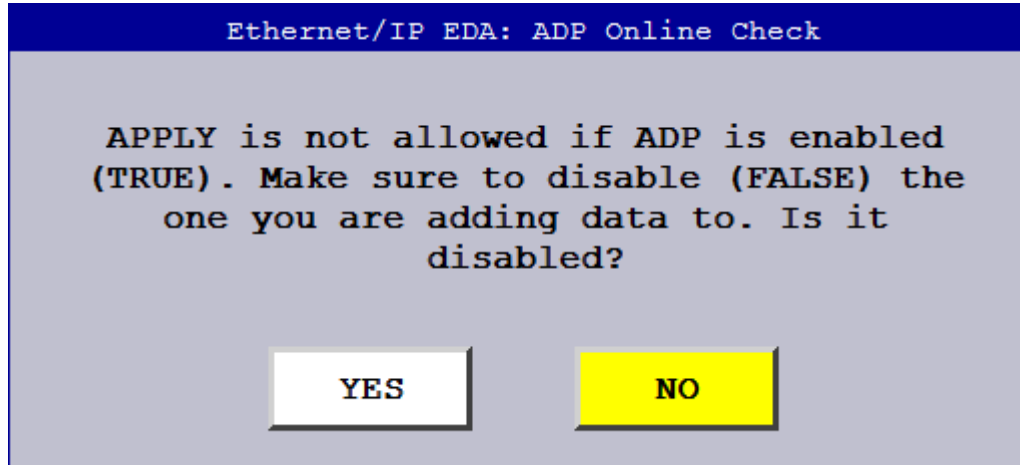 Ethernet/IP EDA: ADP Online Check
APPLY is not allowed if ADP is enabled
(TRUE). Make sure to disable (FALSE) the
one you are adding data to. Is it
disabled?
YES
NO